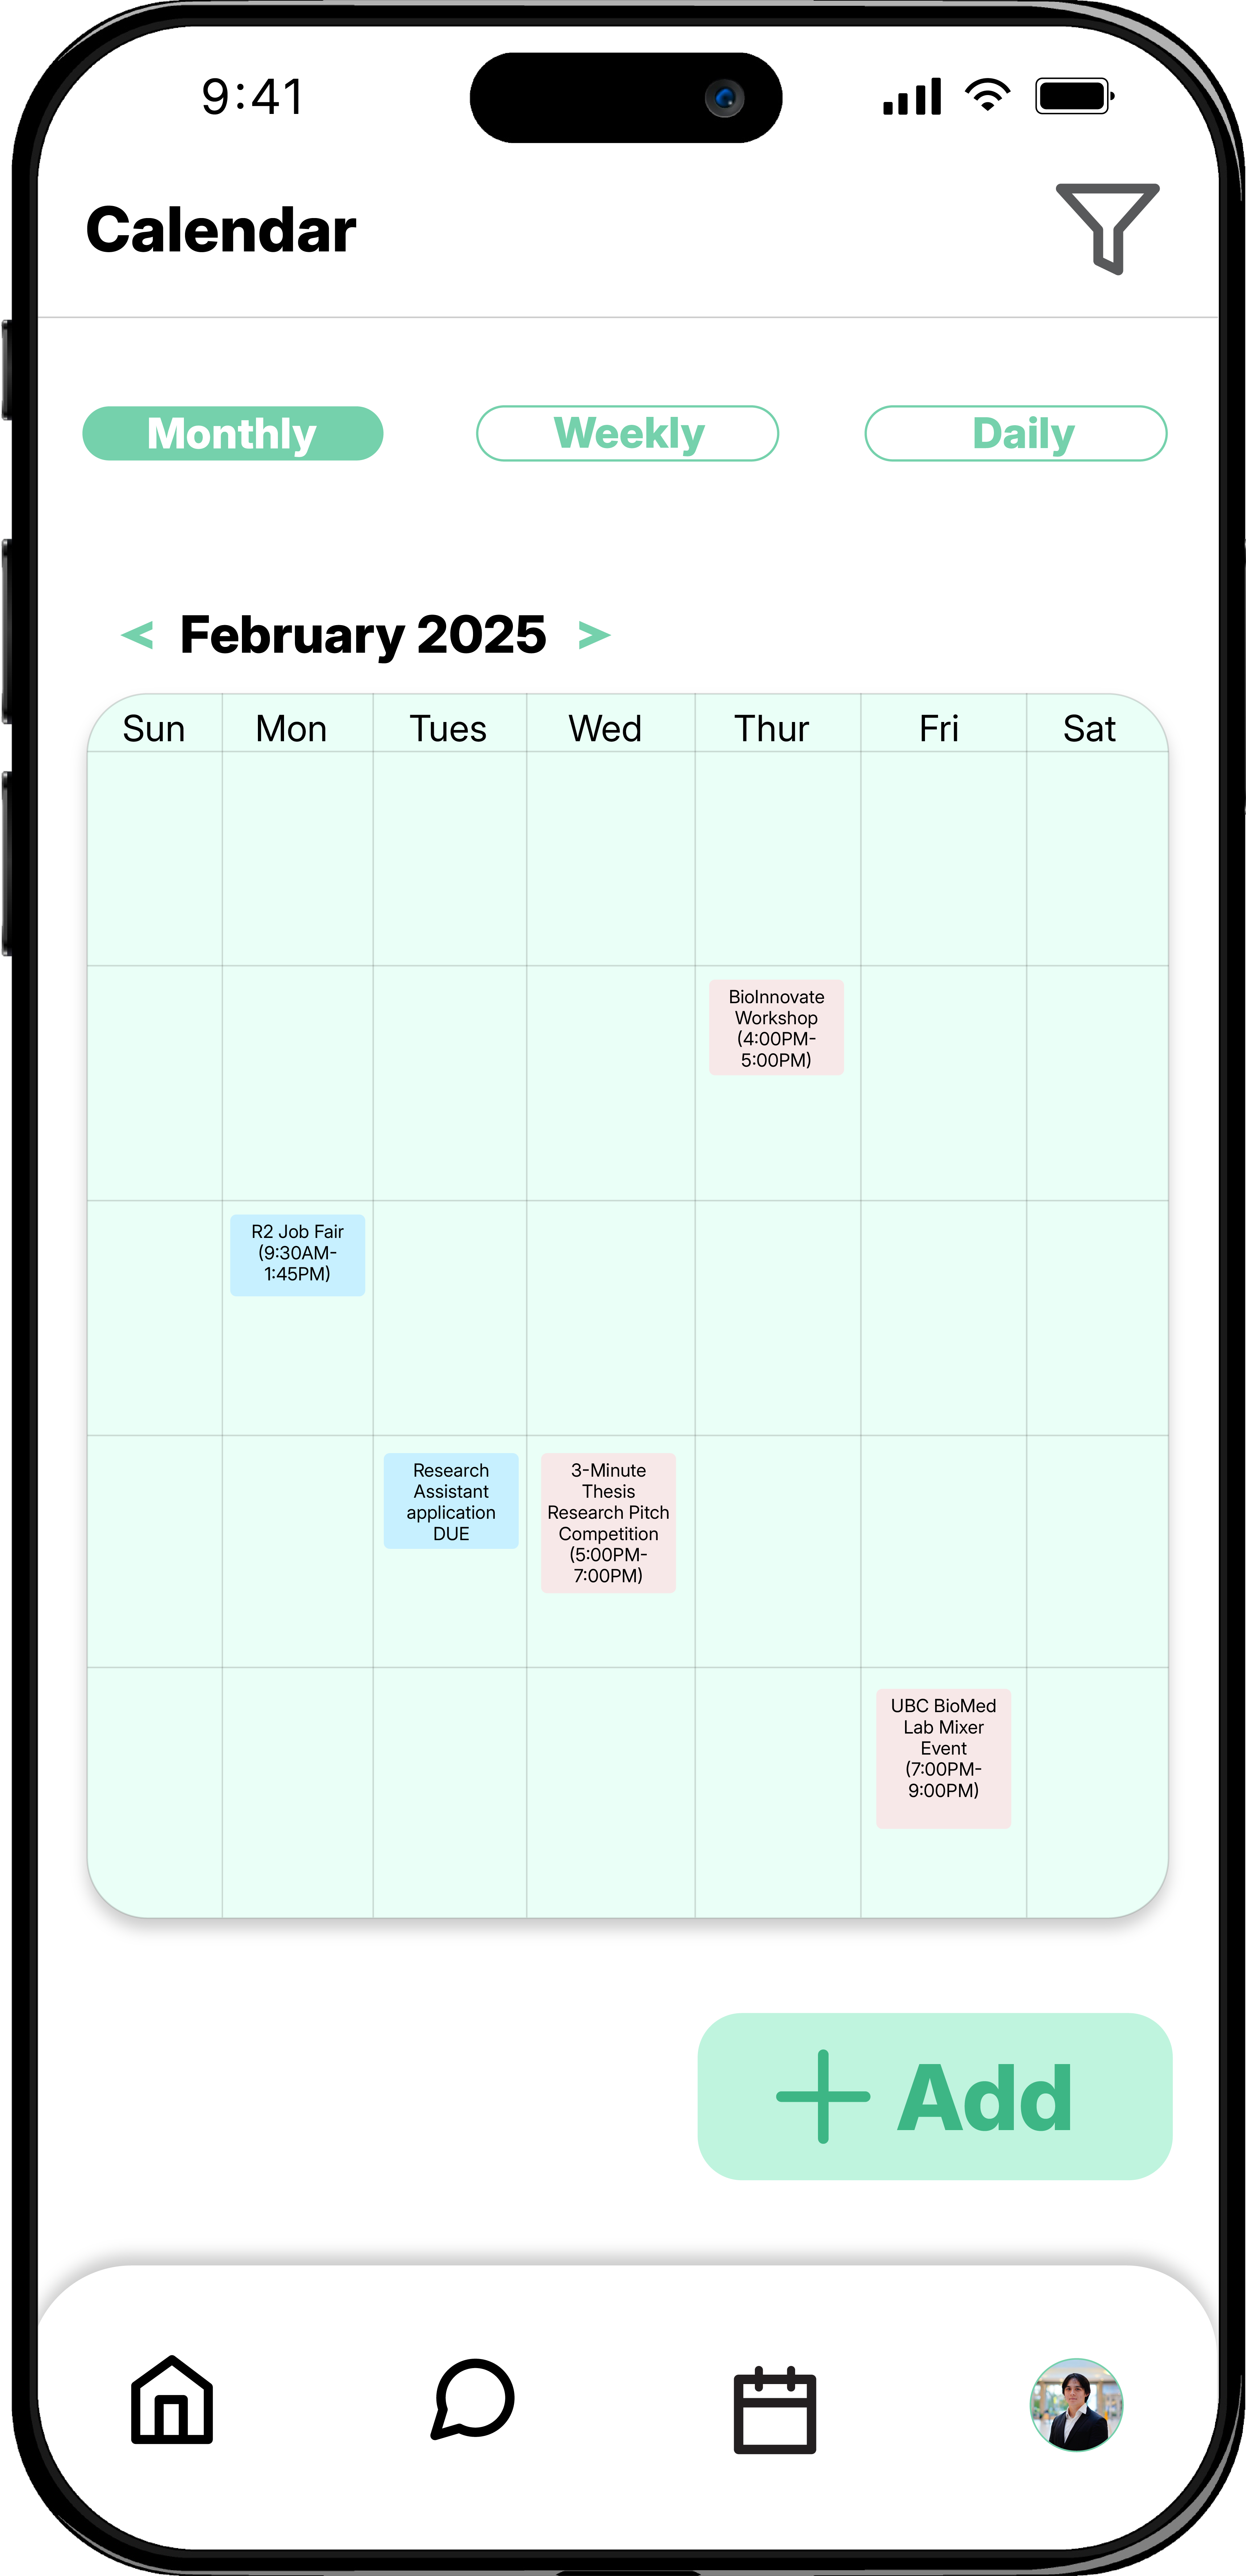 9:41
Calendar
Monthly
Weekly
Daily
< February 2025 >
Sun Mon Tues Wed Thur Fri Sat
BioInnovate
Workshop
(4:00PM-
5:00PM)
R2 Job Fair
(9:30AM-
1:45PM)
Research
Assistant
application
DUE
3-Minute
Thesis
Research Pitch
Competition
(5:00PM-
7:00PM)
UBC BioMed
Lab Mixer
Event
(7:00PM-
9:00PM)
+ Add